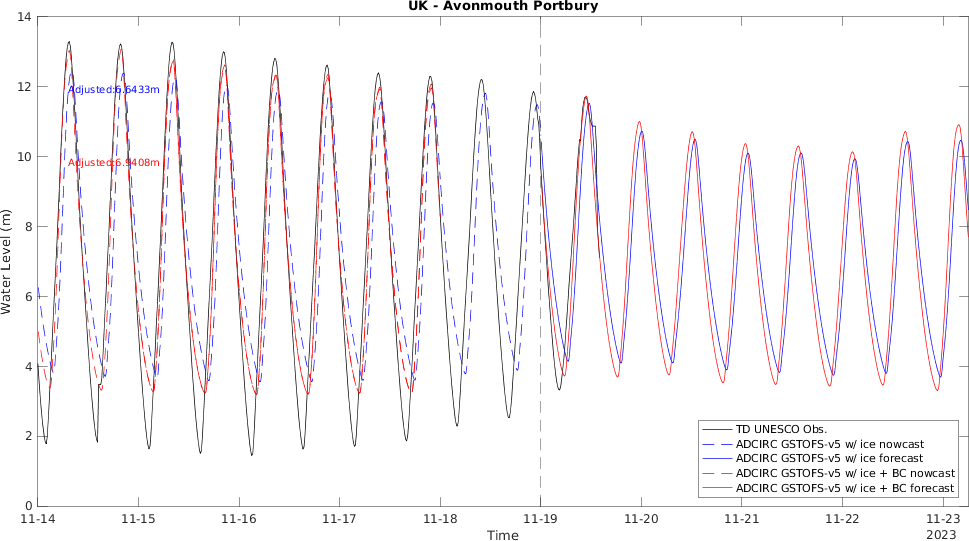 UK - Avonmouth Portbury
14
12
10
8
6
4
2
0
Water Level (m)
Adjusted:6.6433m
Adjusted:6.9408m
TD UNESCO Obs.
ADCIRC GSTOFS-v5 w/ ice nowcast
ADCIRC GSTOFS-v5 w/ ice forecast
ADCIRC GSTOFS-v5 w/ ice + BC nowcast
ADCIRC GSTOFS-v5 w/ ice + BC forecast
11-14 11-15 11-16 11-17 11-18 11-19 11-20 11-21 11-22 11-23
Time
2023